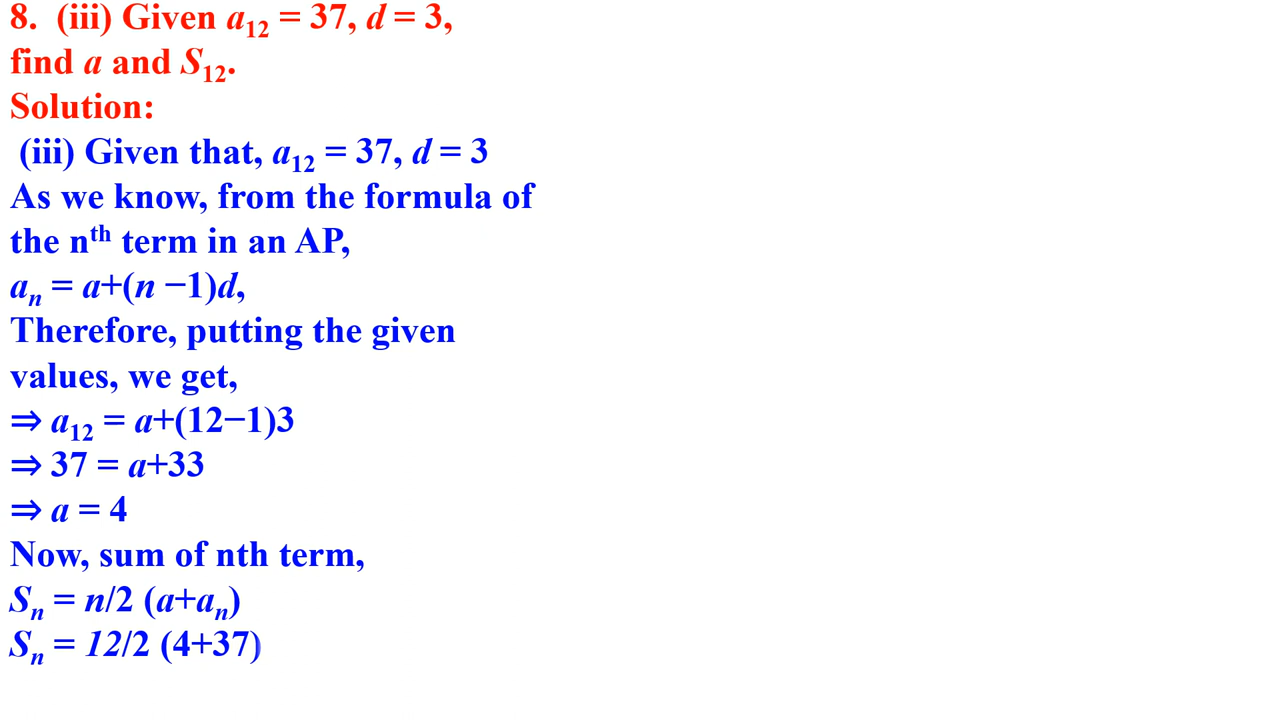 8.  (iii) Given a₁₂ = 37, d = 3,
find a and S₁₂.
Solution:
(iii) Given that, a₁₂ = 37, d = 3
As we know, from the formula of
the nᵗʰ term in an AP,
aₙ = a+(n −1)d,
Therefore, putting the given
values, we get,
⇒ a₁₂ = a+(12−1)3
⇒ 37 = a+33
⇒ a = 4
Now, sum of nth term,
Sₙ = n/2 (a+aₙ)
Sₙ = 12/2 (4+37)